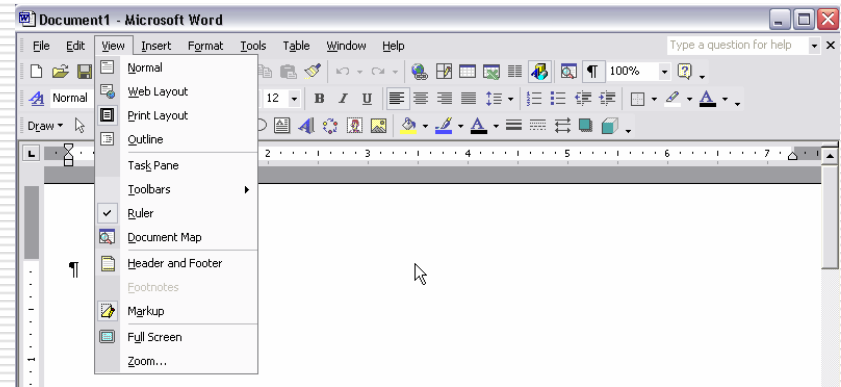 Document1 - Microsoft Word
File Edit View Insert Format Tools Table Window Help Type a question for help
100%
Normal 12 B I U
Draw
Normal
Web Layout
Print Layout
Outline
Task Pane
Toolbars
Ruler
Document Map
Header and Footer
Footnotes
Markup
Full Screen
Zoom...
2 3 4 5 6 7
¶
1